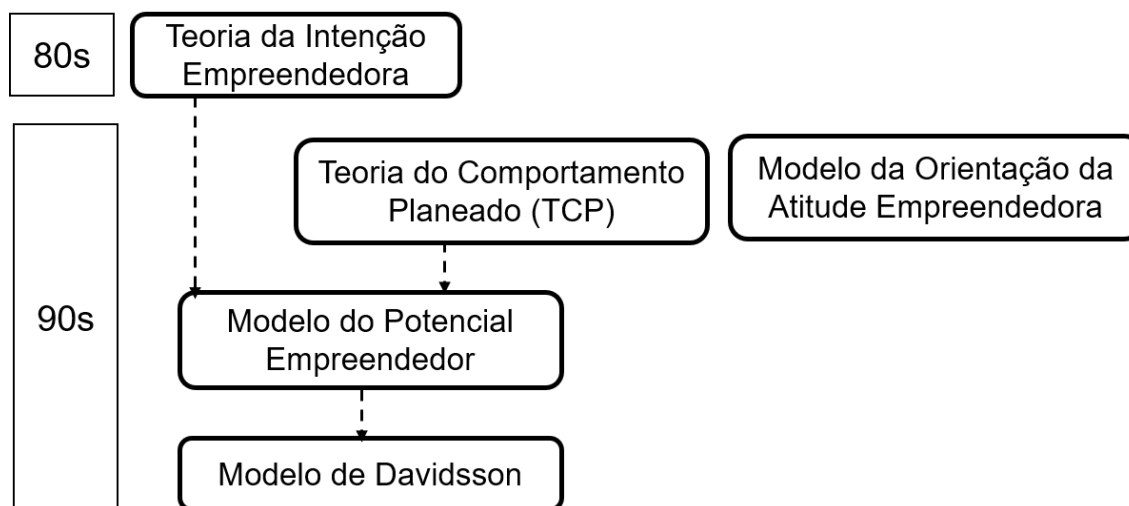 80s
Teoria da Intenção
Empreendedora
90s
Teoria do Comportamento
Planeado (TCP)
Modelo da Orientação da
Atitude Empreendedora
Modelo do Potencial
Empreendedor
Modelo de Davidsson